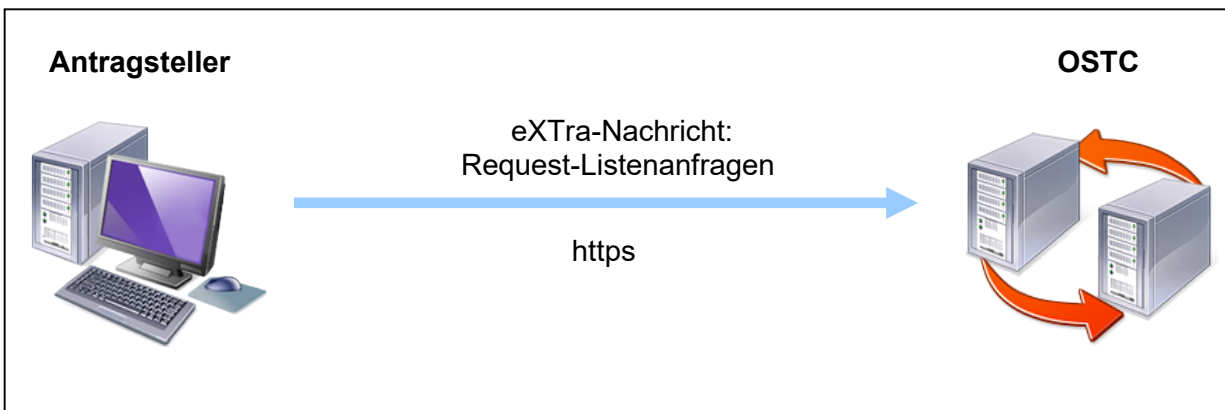 Antragsteller
OSTC
eXTra-Nachricht:
Request-Listenanfragen
https